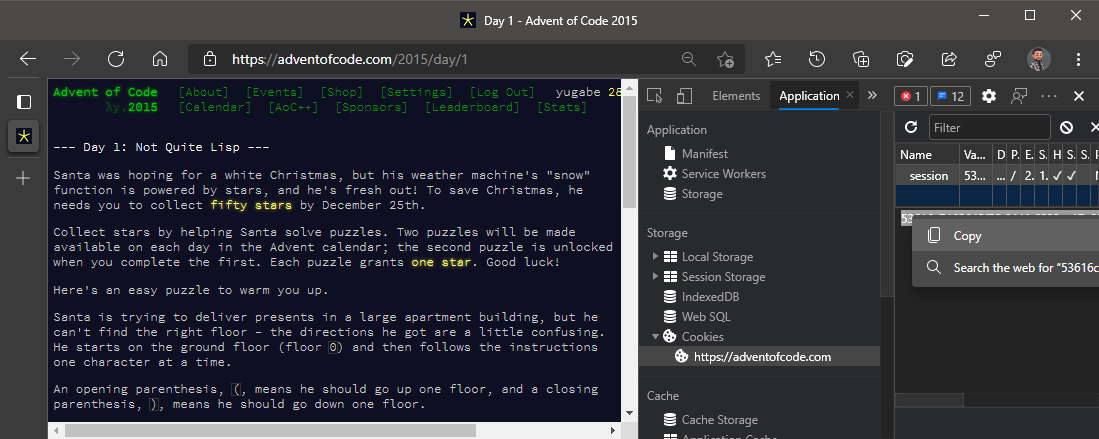 Day 1 - Advent of Code 2015
https://adventofcode.com/2015/day/1
Advent of Code [About] [Events] [Shop] [Settings] [Log Out] yugabe 28
λy.2015 [Calendar] [AoC++] [Sponsors] [Leaderboard] [Stats]
--- Day 1: Not Quite Lisp ---
Santa was hoping for a white Christmas, but his weather machine's "snow"
function is powered by stars, and he's fresh out! To save Christmas, he
needs you to collect fifty stars by December 25th.
Collect stars by helping Santa solve puzzles. Two puzzles will be made
available on each day in the Advent calendar; the second puzzle is unlocked
when you complete the first. Each puzzle grants one star. Good luck!
Here's an easy puzzle to warm you up.
Santa is trying to deliver presents in a large apartment building, but he
can't find the right floor - the directions he got are a little confusing.
He starts on the ground floor (floor 0) and then follows the instructions
one character at a time.
An opening parenthesis, (, means he should go up one floor, and a closing
parenthesis, ), means he should go down one floor.
Elements Application 1 12
Application
Manifest
Service Workers
Storage
Storage
Local Storage
Session Storage
IndexedDB
Web SQL
Cookies
https://adventofcode.com
Cache
Cache Storage
Filter
Name Va... D P. E. S. H S. S.
session 53... ... / 2. 1. ✓ ✓
Copy
Search the web for “53616c